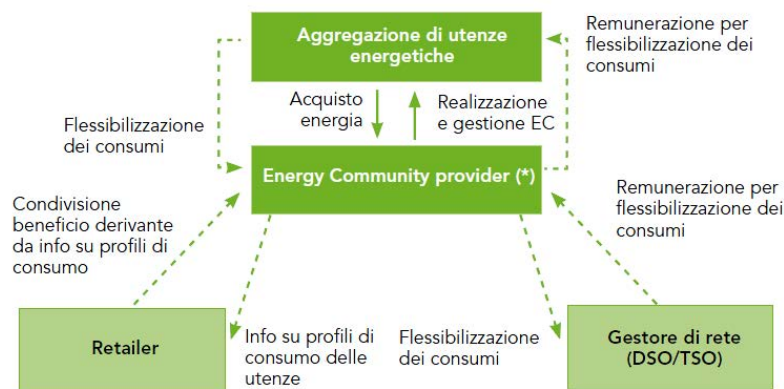 Aggregazione di utenze
energetiche
Remunerazione per
flessibilizzazione dei
consumi
Flessibilizzazione
dei consumi
Acquisto
energia
Realizzazione
e gestione EC
Energy Community provider (*)
Condivisione
beneficio derivante
da info su profili di
consumo
Remunerazione per
flessibilizzazione dei
consumi
Retailer
Info su profili di
consumo delle
utenze
Flessibilizzazione
dei consumi
Gestore di rete
(DSO/TSO)